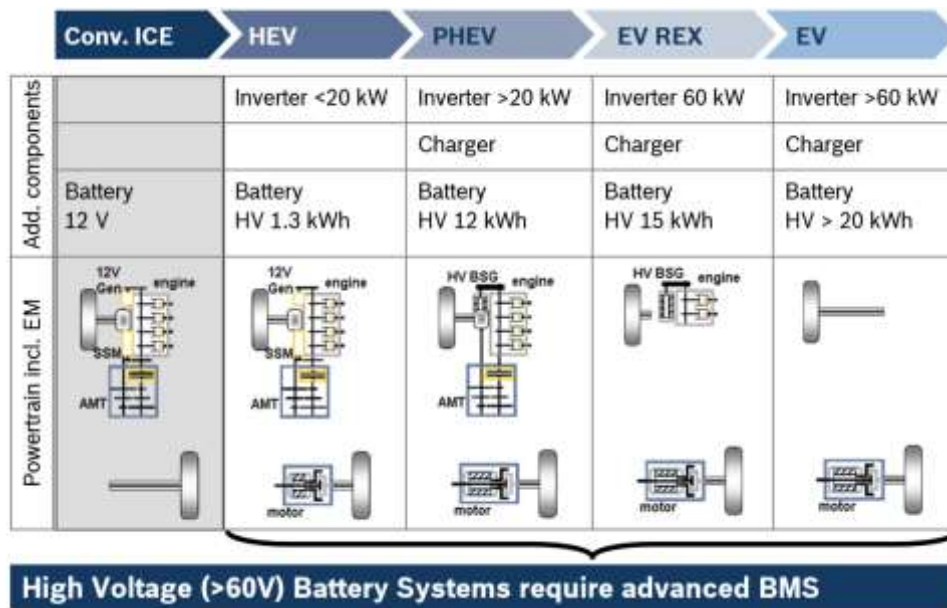 Conv. ICE HEV PHEV EV REX EV
Add. components
Inverter <20 kW Inverter >20 kW Inverter 60 kW Inverter >60 kW
Charger Charger Charger
Battery Battery Battery Battery Battery
12 V HV 1.3 kWh HV 12 kWh HV 15 kWh HV > 20 kWh
Powertrain incl. EM
12V 12V HV BSG HV BSG
Gen engine Gen engine engine engine
SSM SSM
AMT AMT AMT
motor motor motor motor
High Voltage (>60V) Battery Systems require advanced BMS